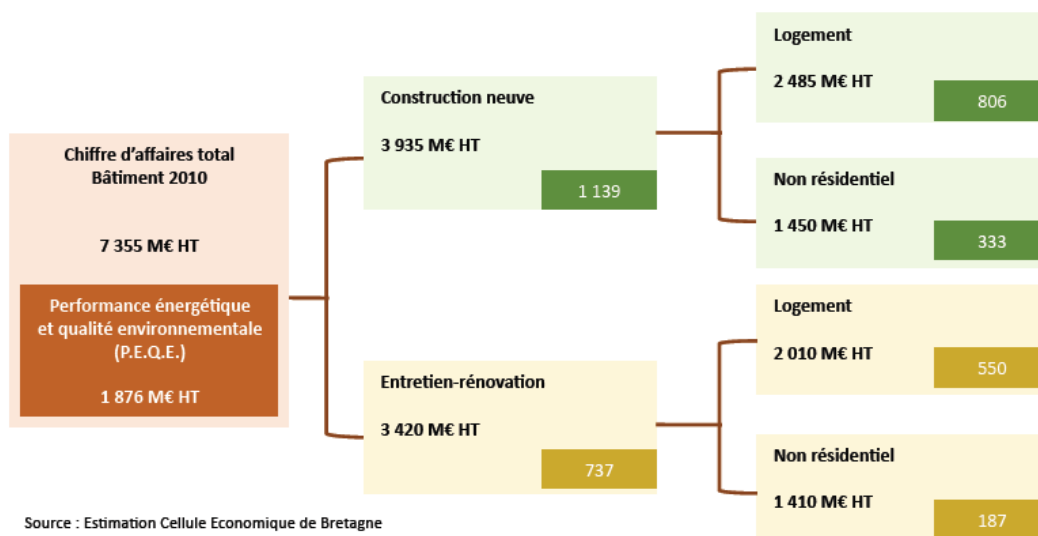 Chiffre d'affaires total
Bâtiment 2010
7 355 M€ HT
Performance énergétique
et qualité environnementale
(P.E.Q.E.)
1 876 M€ HT
Construction neuve
3 935 M€ HT
1 139
Logement
2 485 M€ HT
806
Non résidentiel
1 450 M€ HT
333
Entretien-rénovation
3 420 M€ HT
737
Logement
2 010 M€ HT
550
Non résidentiel
1 410 M€ HT
187
Source : Estimation Cellule Economique de Bretagne